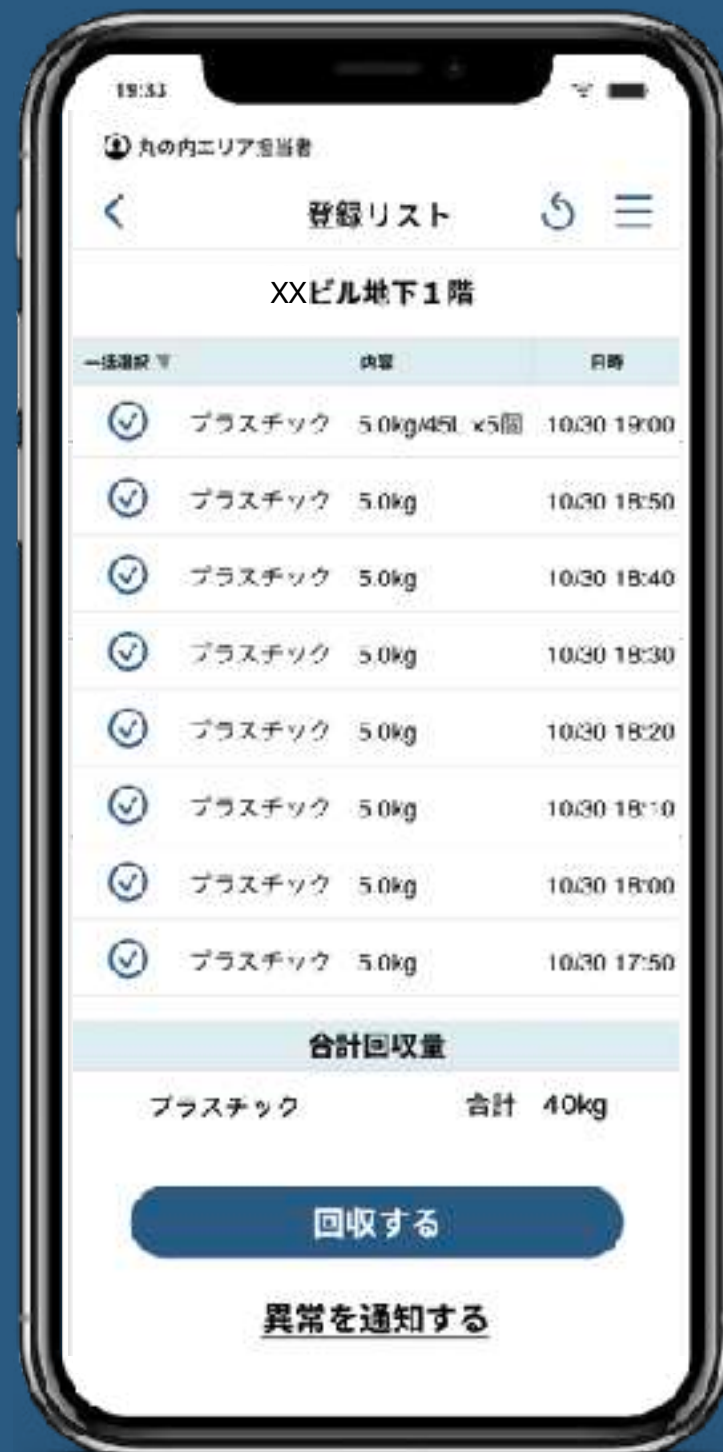 19:33
丸の内エリア担当者
登録リスト
XXビル地下1階
一括選択 ▼ 内容 日時
プラスチック 5.0kg/45L ×5個 10/30 19:00
プラスチック 5.0kg 10/30 18:50
プラスチック 5.0kg 10/30 18:40
プラスチック 5.0kg 10/30 18:30
プラスチック 5.0kg 10/30 18:20
プラスチック 5.0kg 10/30 18:10
プラスチック 5.0kg 10/30 18:00
プラスチック 5.0kg 10/30 17:50
合計回収量
プラスチック 合計 40kg
回収する
異常を通知する